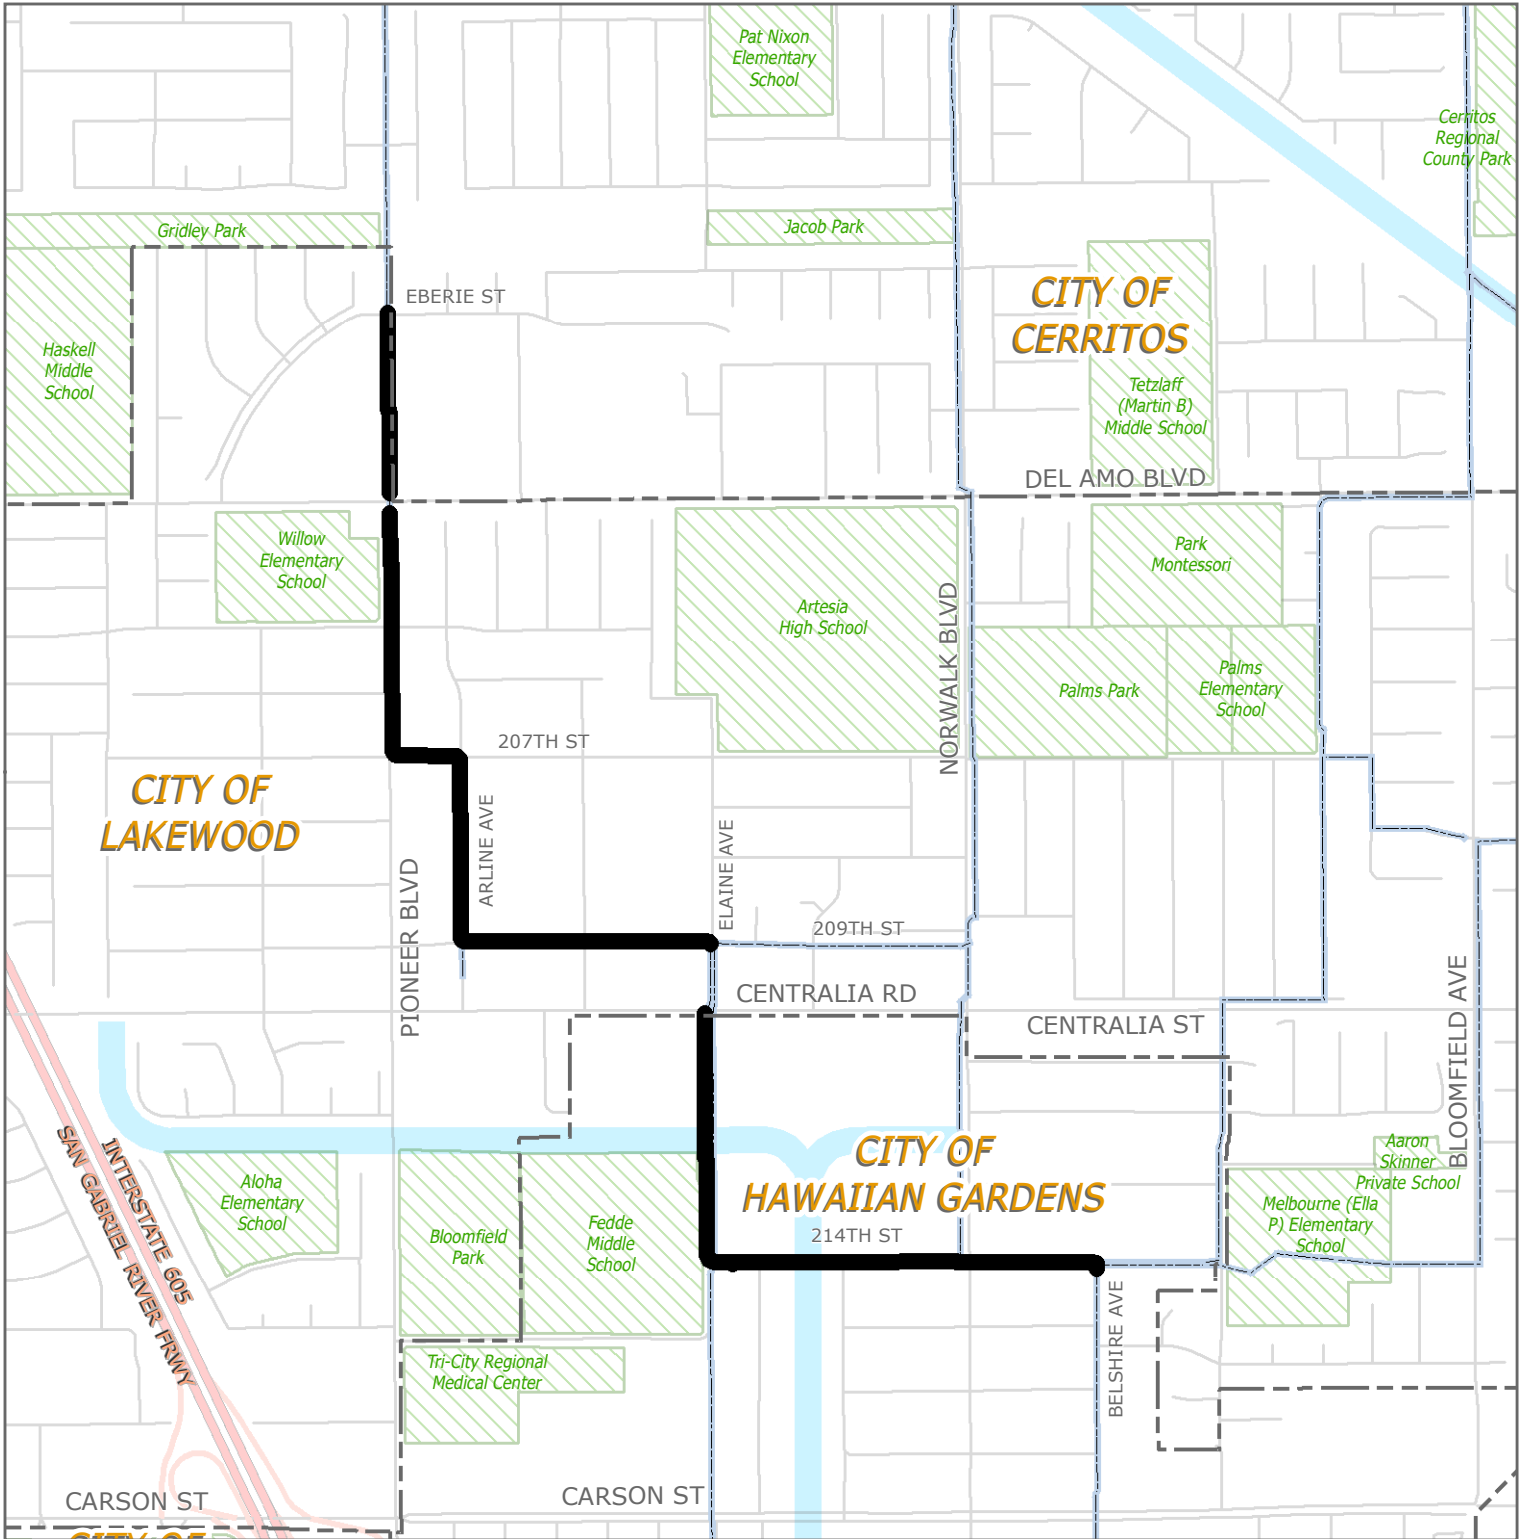 Pat Nixon
Elementary
School
Cerritos
Regional
County Park
Gridley Park
Jacob Park
EBERIE ST
CITY OF
CERRITOS
Haskell
Middle
School
Tetzlaff
(Martin B)
Middle School
DEL AMO BLVD
Willow
Elementary
School
Park
Montessori
Artesia
High School
NORWALK BLVD
Palms Park
Palms
Elementary
School
207TH ST
CITY OF
LAKEWOOD
ARLINE AVE
ELAINE AVE
PIONEER BLVD
209TH ST
CENTRALIA RD
CENTRALIA ST
BLOOMFIELD AVE
INTERSTATE 605
SAN GABRIEL RIVER FRWY
CITY OF
HAWAIIAN GARDENS
Aaron
Skinner
Private School
Aloha
Elementary
School
Bloomfield
Park
Fedde
Middle
School
214TH ST
Melbourne (Ella
P) Elementary
School
BELSHIRE AVE
Tri-City Regional
Medical Center
CARSON ST
CARSON ST
CITY OF